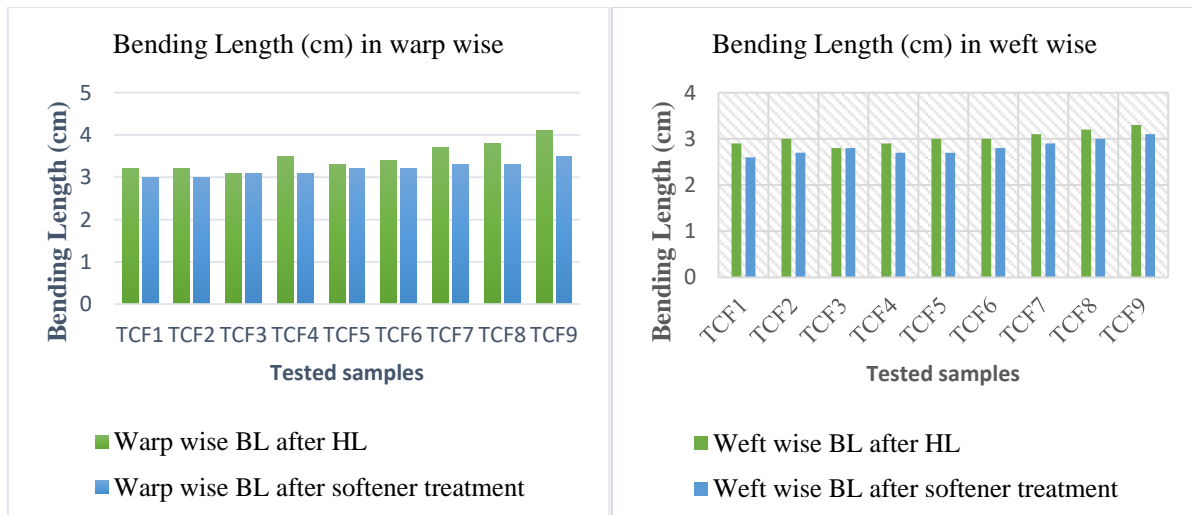 Bending Length (cm) in warp wise
Bending Length (cm)
5
4
3
2
1
0
TCF1 TCF2 TCF3 TCF4 TCF5 TCF6 TCF7 TCF8 TCF9
Tested samples
Warp wise BL after HL
Warp wise BL after softener treatment
Bending Length (cm) in weft wise
Bending Length (cm)
4
3
2
1
0
TCF1 TCF2 TCF3 TCF4 TCF5 TCF6 TCF7 TCF8 TCF9
Tested samples
Weft wise BL after HL
Weft wise BL after softener treatment